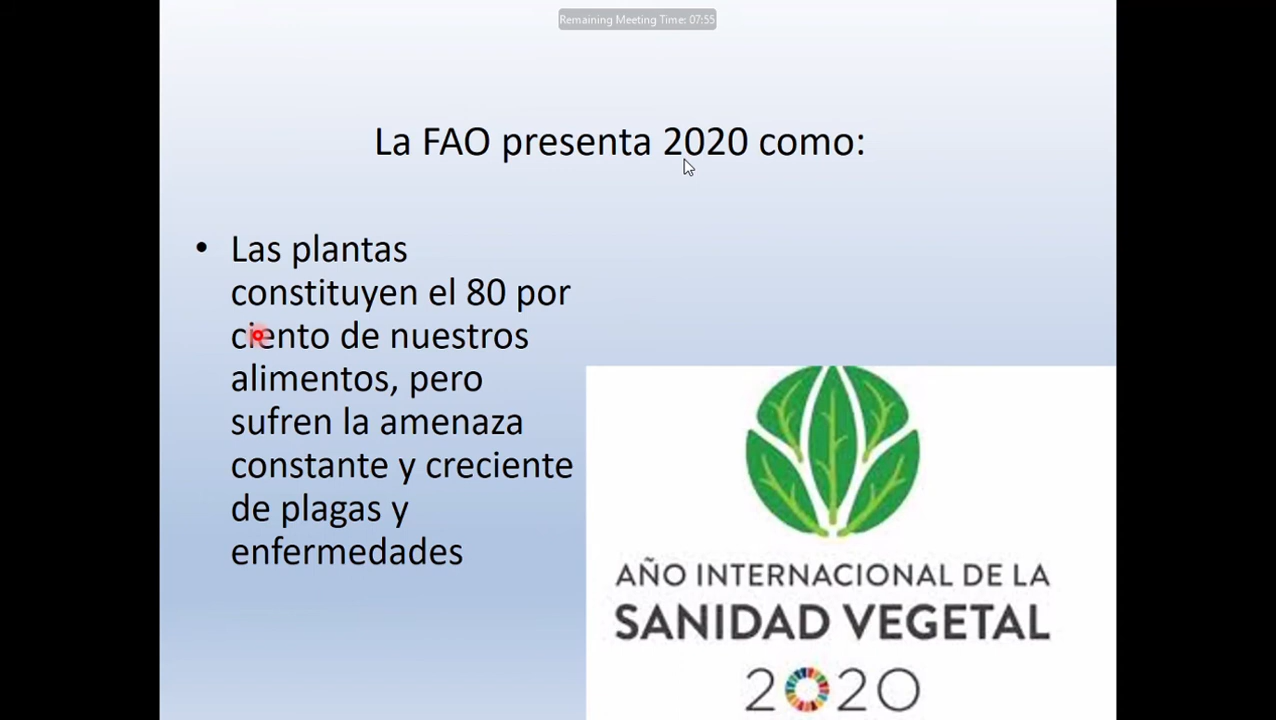 Remaining Meeting Time: 07:55
La FAO presenta 2020 como:
• Las plantas
constituyen el 80 por
ciento de nuestros
alimentos, pero
sufren la amenaza
constante y creciente
de plagas y
enfermedades
AÑO INTERNACIONAL DE LA
SANIDAD VEGETAL
2020